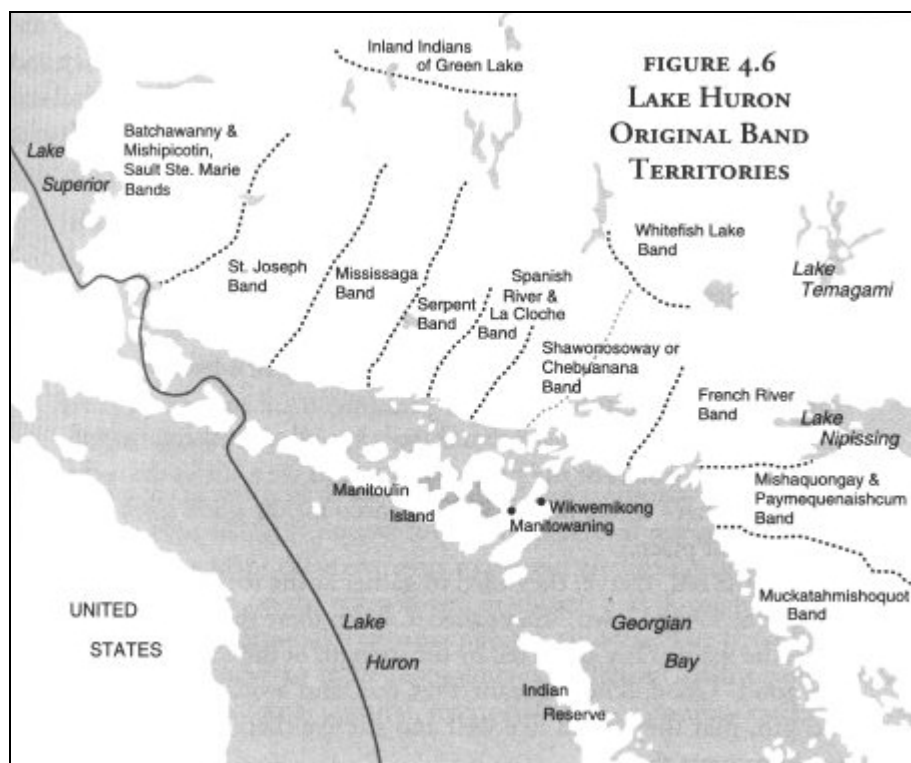 FIGURE 4.6
LAKE HURON
ORIGINAL BAND
TERRITORIES
Inland Indians
of Green Lake
Batchawanny &
Mishipicotin,
Sault Ste. Marie
Bands
Lake
Superior
St. Joseph
Band
Mississaga
Band
Serpent
Band
Spanish
River &
La Cloche
Band
Whitefish Lake
Band
Lake
Temagami
Shawonosoway or
Chebuanana
Band
French River
Band
Lake
Nipissing
Mishaquongay &
Paymequenaishcum
Band
Muckatahmishoquot
Band
Manitoulin
Island
Wikwemikong
Manitowaning
UNITED
STATES
Lake
Huron
Georgian
Bay
Indian
Reserve